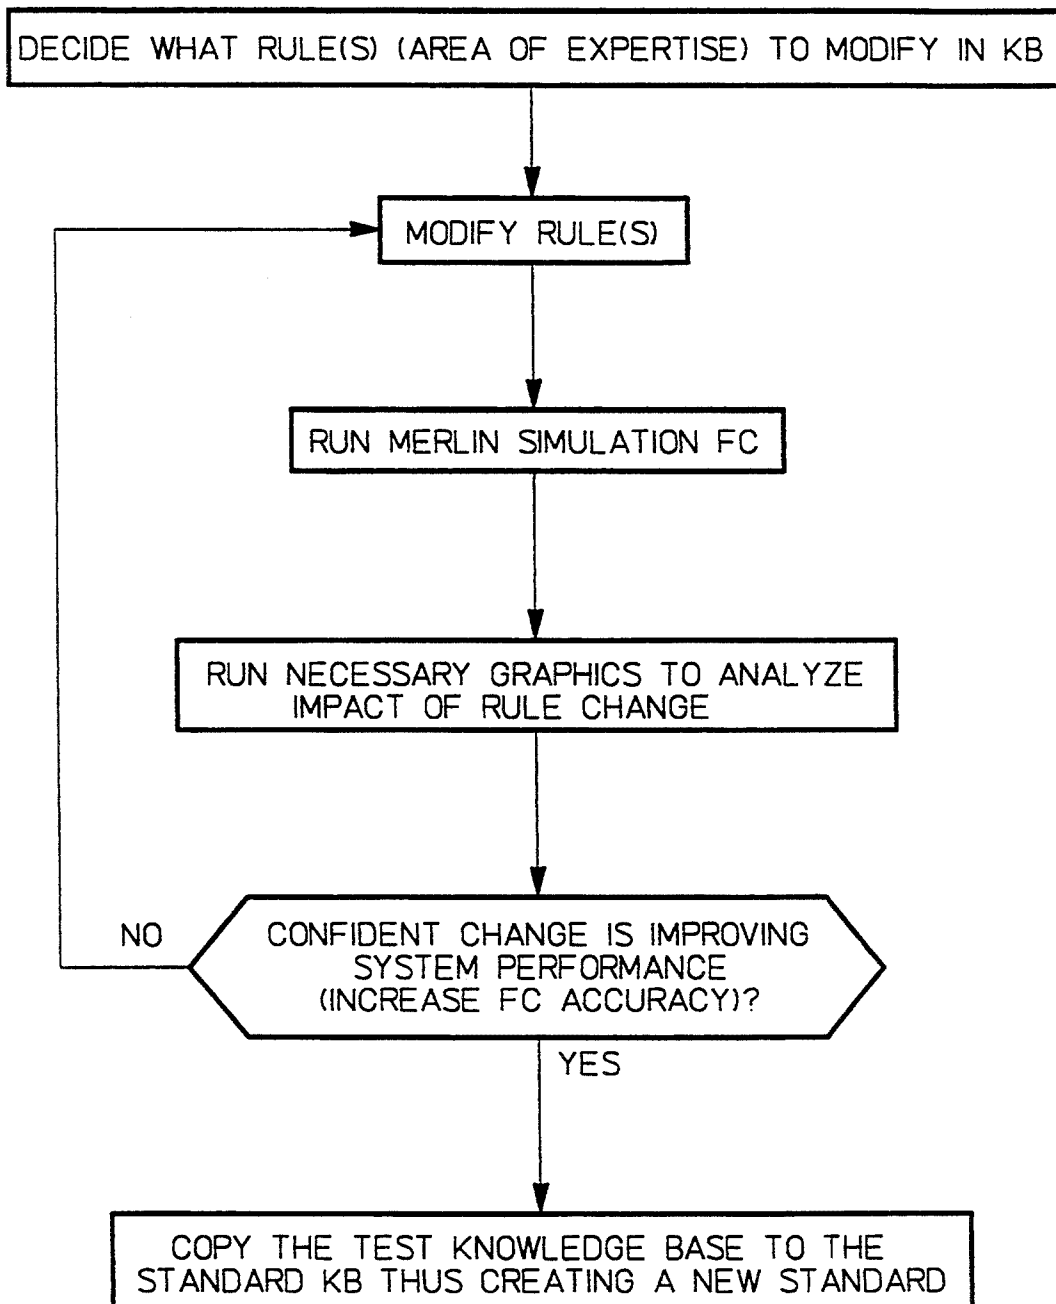 DECIDE WHAT RULE(S) (AREA OF EXPERTISE) TO MODIFY IN KB
MODIFY RULE(S)
RUN MERLIN SIMULATION FC
RUN NECESSARY GRAPHICS TO ANALYZE
IMPACT OF RULE CHANGE
NO
CONFIDENT CHANGE IS IMPROVING
SYSTEM PERFORMANCE
(INCREASE FC ACCURACY)?
YES
COPY THE TEST KNOWLEDGE BASE TO THE
STANDARD KB THUS CREATING A NEW STANDARD